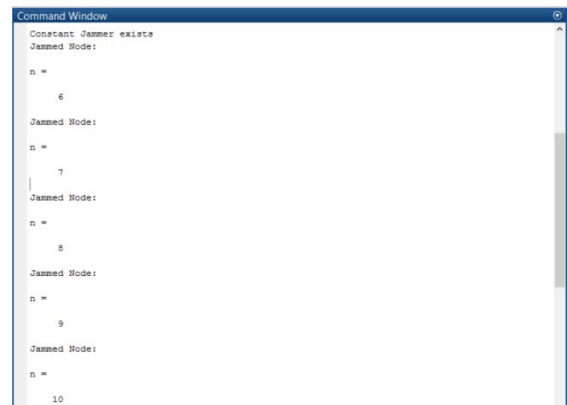 Command Window
Constant Jammer exists
Jammed Node:
n =
6
Jammed Node:
n =
7
Jammed Node:
n =
8
Jammed Node:
n =
9
Jammed Node:
n =
10